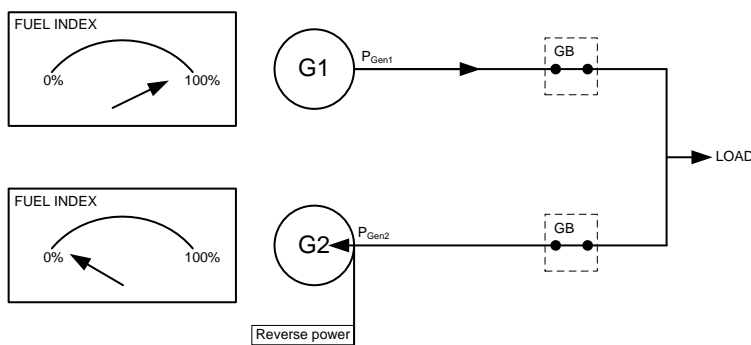 FUEL INDEX
0%
100%
G1
PGen1
GB
LOAD
FUEL INDEX
0%
100%
G2
PGen2
GB
Reverse power